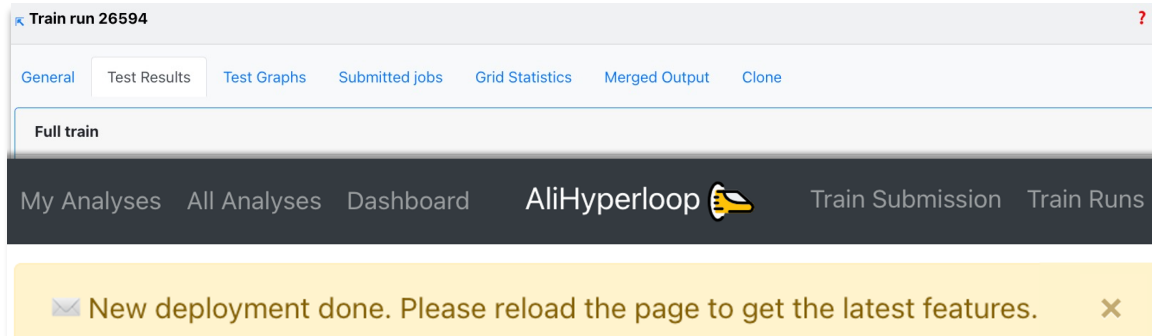 Train run 26594 ?
General Test Results Test Graphs Submitted jobs Grid Statistics Merged Output Clone
Full train
My Analyses All Analyses Dashboard AliHyperloop Train Submission Train Runs
New deployment done. Please reload the page to get the latest features. ×